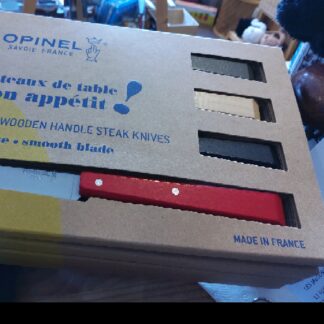 OPINEL
SAVOIE FRANCE
teaux de table
on appétit!
WOODEN HANDLE STEAK KNIVES
e • smooth blade
MADE IN FRANCE